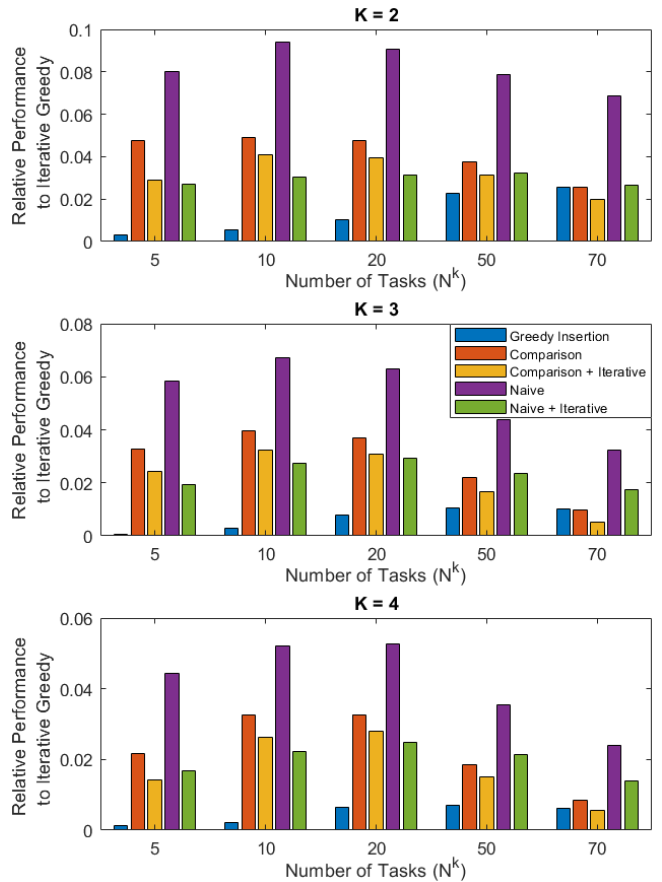 K = 2
Relative Performance
to Iterative Greedy
0.1
0.08
0.06
0.04
0.02
0
5 10 20 50 70
Number of Tasks (N^k)
K = 3
Relative Performance
to Iterative Greedy
0.08
0.06
0.04
0.02
0
Greedy Insertion
Comparison
Comparison + Iterative
Naive
Naive + Iterative
5 10 20 50 70
Number of Tasks (N^k)
K = 4
Relative Performance
to Iterative Greedy
0.06
0.04
0.02
0
5 10 20 50 70
Number of Tasks (N^k)